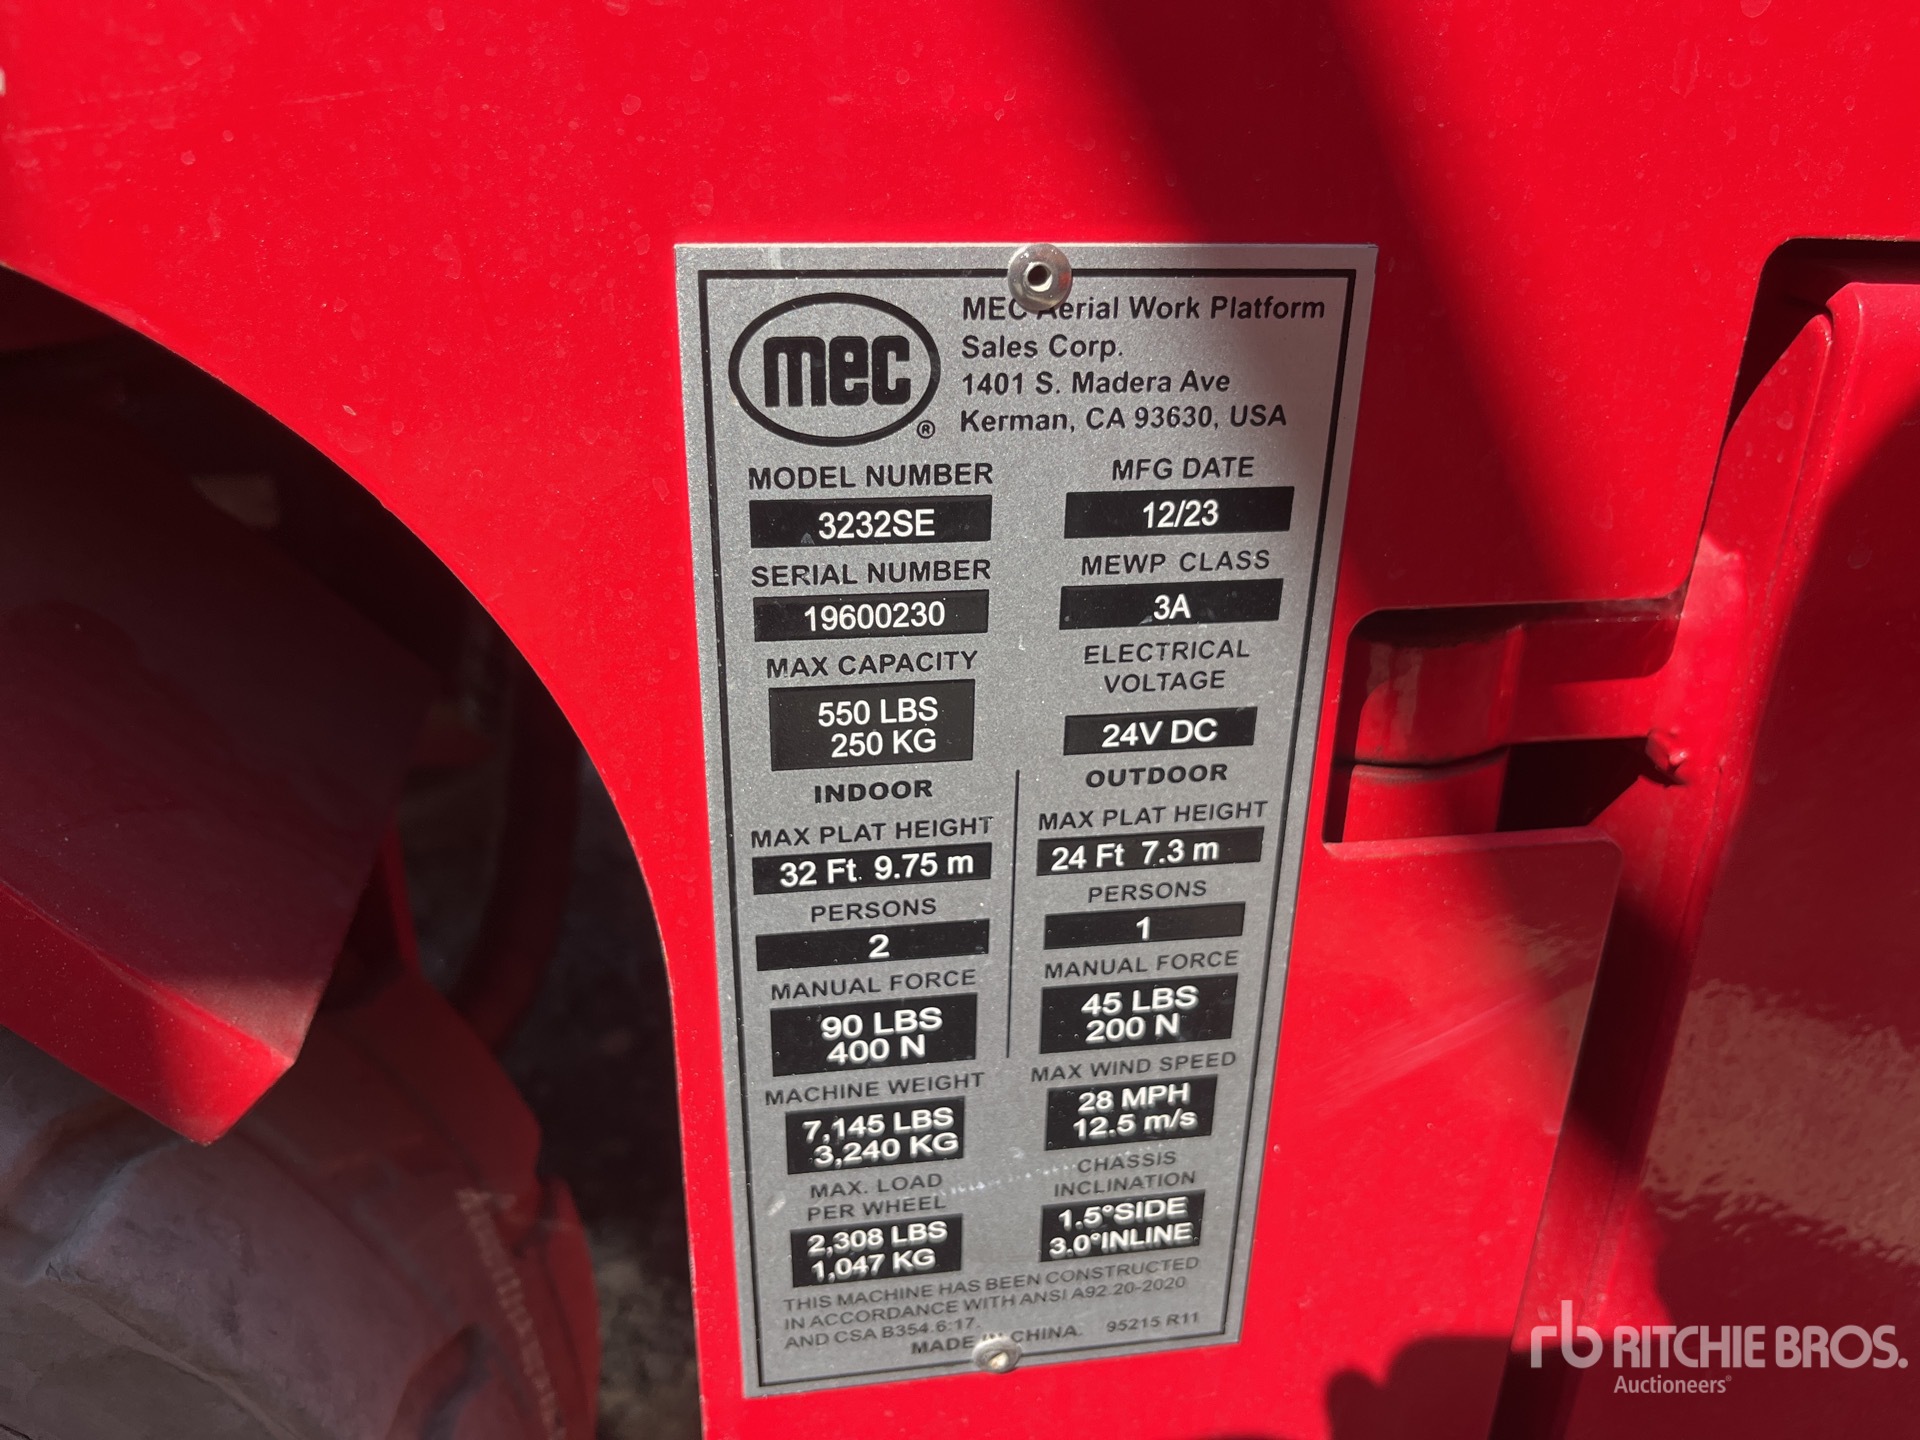 mec
®
MEC Aerial Work Platform
Sales Corp.
1401 S. Madera Ave
Kerman, CA 93630, USA
MODEL NUMBER
3232SE
MFG DATE
12/23
SERIAL NUMBER
19600230
MEWP CLASS
3A
MAX CAPACITY
550 LBS
250 KG
ELECTRICAL
VOLTAGE
24V DC
INDOOR
MAX PLAT HEIGHT
32 Ft 9.75 m
PERSONS
2
MANUAL FORCE
90 LBS
400 N
OUTDOOR
MAX PLAT HEIGHT
24 Ft 7.3 m
PERSONS
1
MANUAL FORCE
45 LBS
200 N
MACHINE WEIGHT
7,145 LBS
3,240 KG
MAX WIND SPEED
28 MPH
12.5 m/s
MAX. LOAD
PER WHEEL
2,308 LBS
1,047 KG
CHASSIS
INCLINATION
1.5°SIDE
3.0°INLINE
THIS MACHINE HAS BEEN CONSTRUCTED
IN ACCORDANCE WITH ANSI A92.20-2020
AND CSA B354.6:17.
MADE IN CHINA. 95215 R11
rb RITCHIE BROS.
Auctioneers®